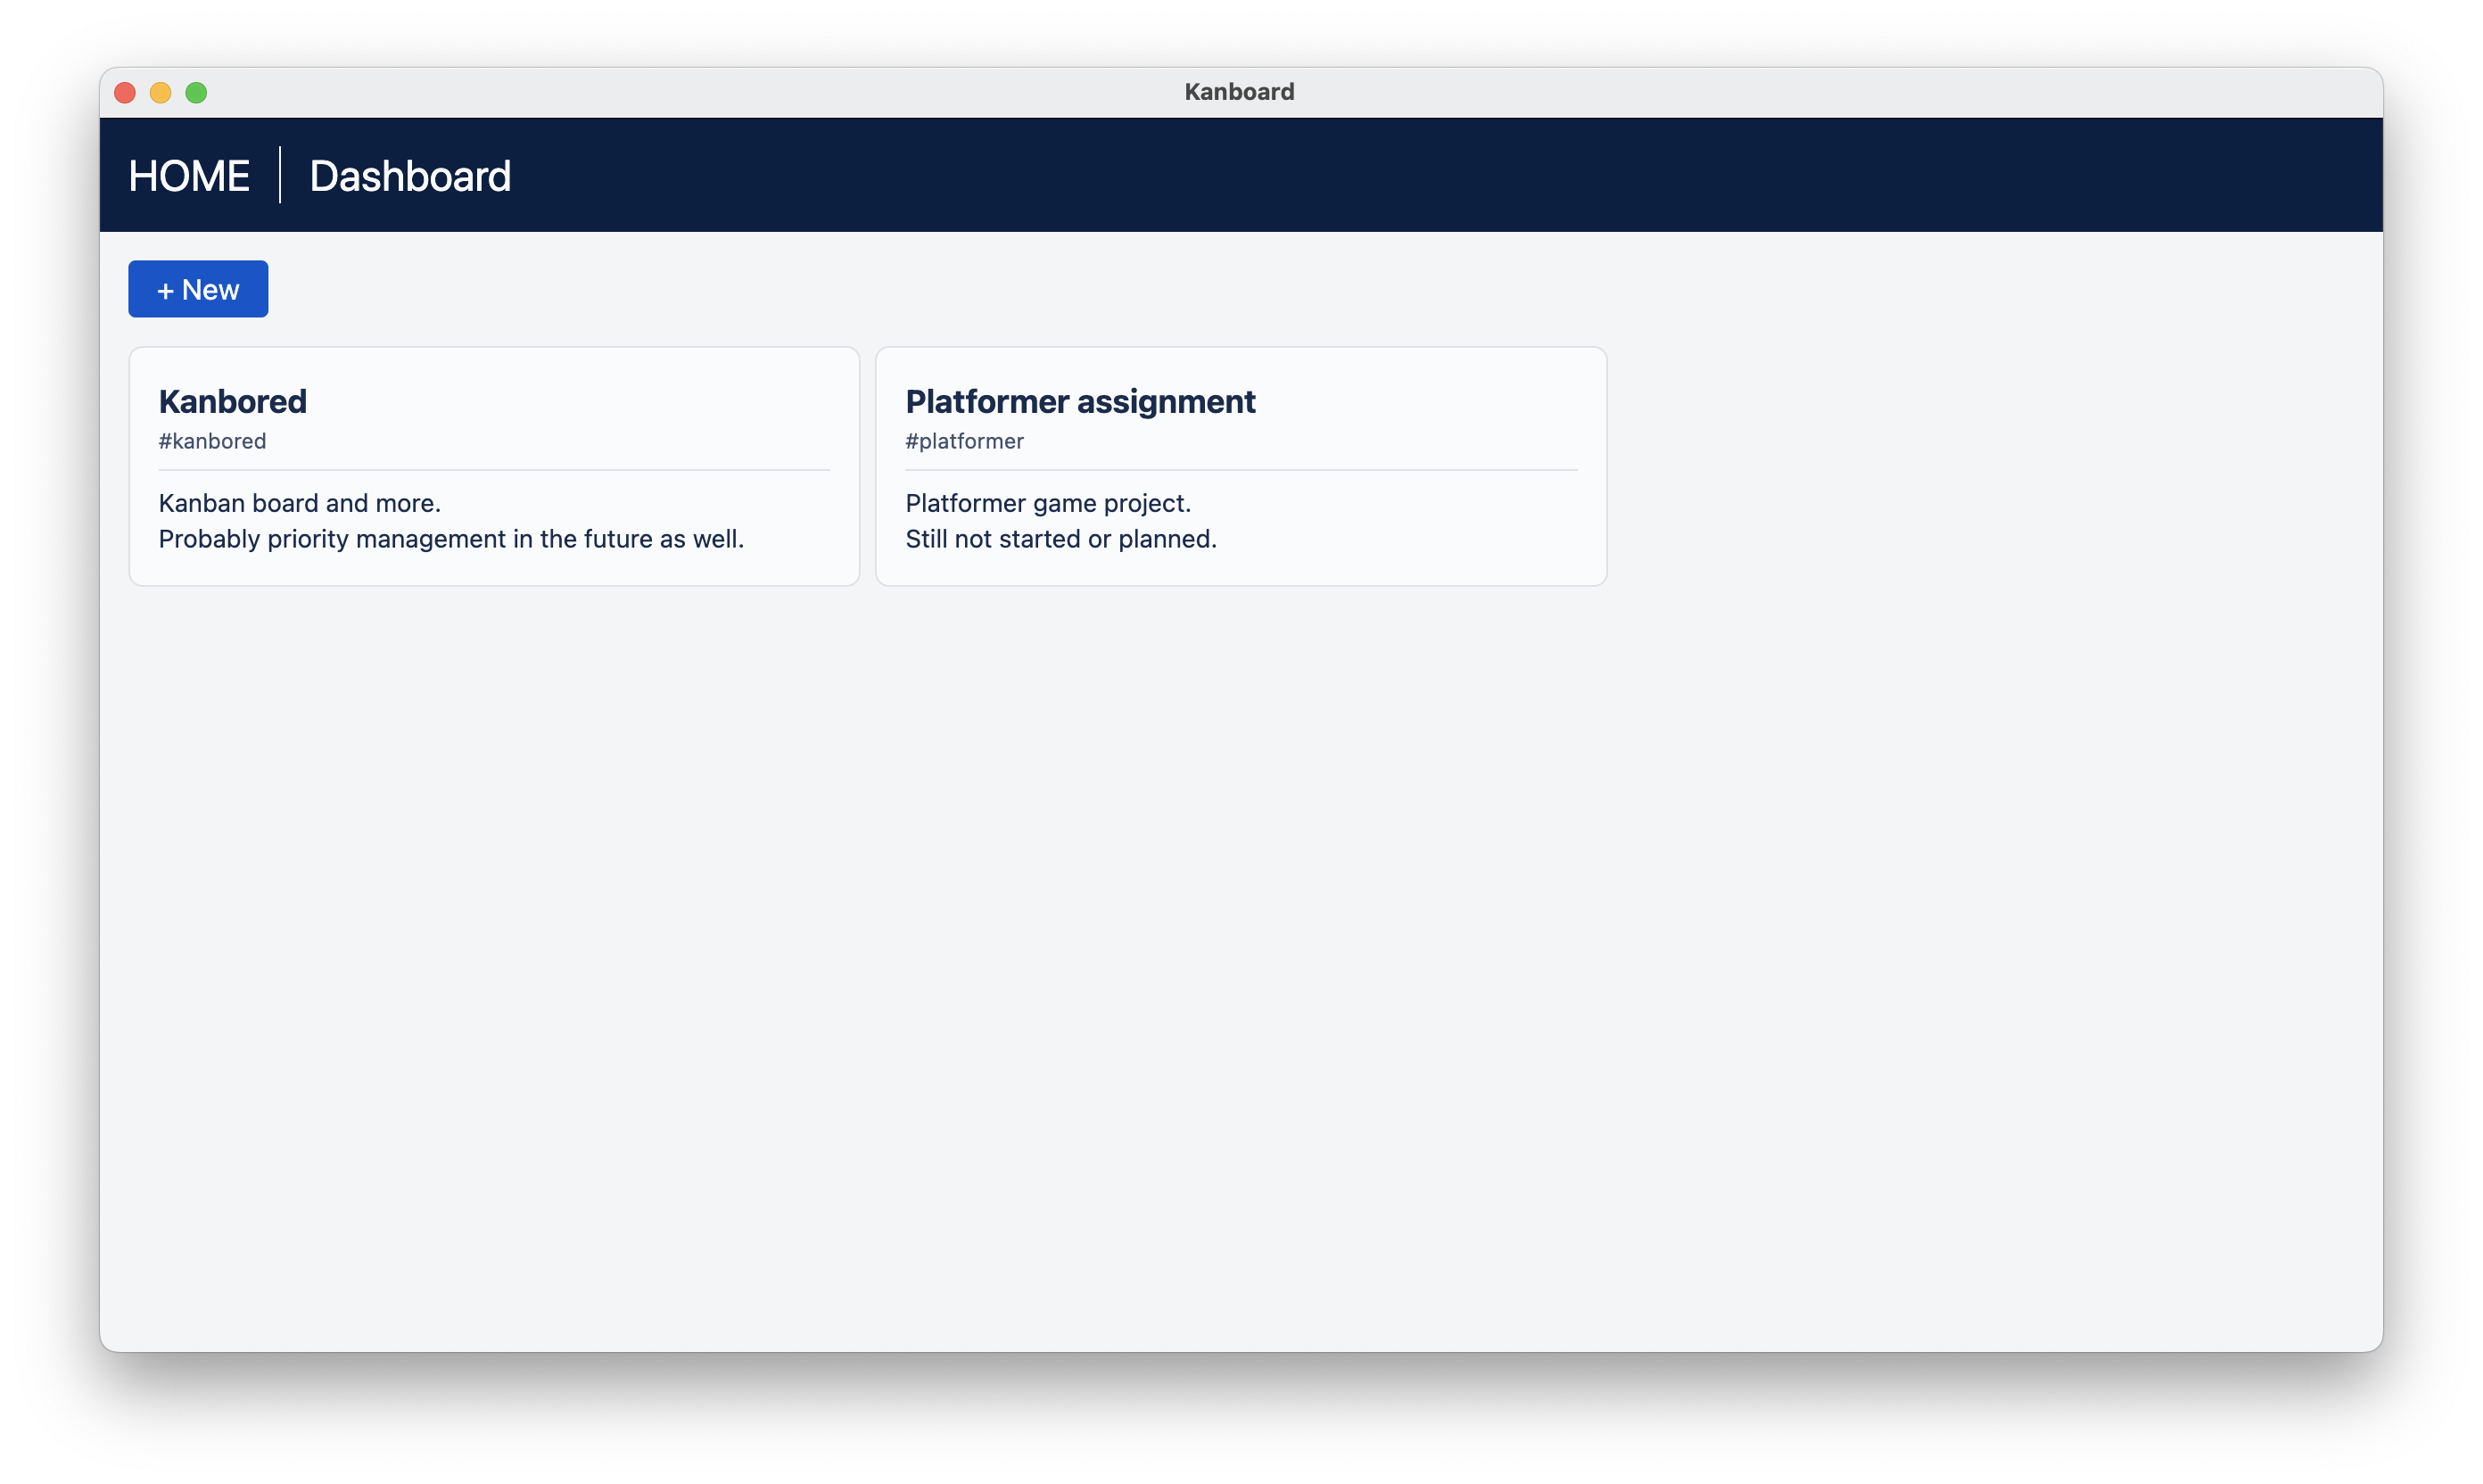 Kanboard
HOME
Dashboard
+ New
Kanbored
#kanbored
Kanban board and more.
Probably priority management in the future as well.
Platformer assignment
#platformer
Platformer game project.
Still not started or planned.